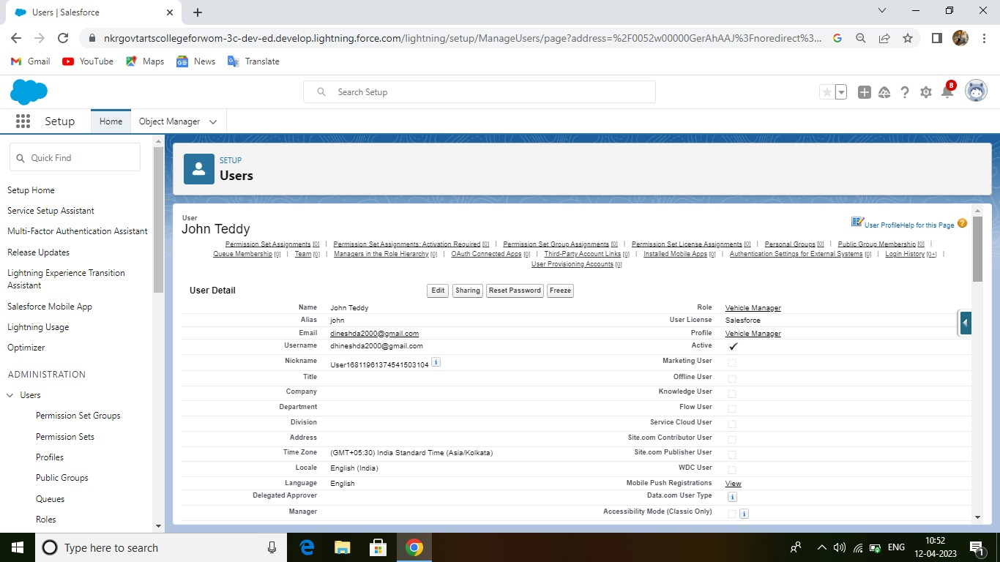 Users | Salesforce
nkrgovtartscollegeforwom-3c-dev-ed.develop.lightning.force.com/lightning/setup/ManageUsers/page?address=%2F0052w00000GerAhAAJ%3Fnoredirect%3...
Gmail YouTube Maps News Translate
Search Setup
8
Setup Home Object Manager
Quick Find
Setup Home
Service Setup Assistant
Multi-Factor Authentication Assistant
Release Updates
Lightning Experience Transition
Assistant
Salesforce Mobile App
Lightning Usage
Optimizer
ADMINISTRATION
Users
Permission Set Groups
Permission Sets
Profiles
Public Groups
Queues
Roles
SETUP
Users
User
John Teddy
User Profile Help for this Page
Permission Set Assignments [0] | Permission Set Assignments: Activation Required [0] | Permission Set Group Assignments [0] | Permission Set License Assignments [0] | Personal Groups [0] | Public Group Membership [0] |
Queue Membership [0] | Team [0] | Managers in the Role Hierarchy [0] | OAuth Connected Apps [0] | Third-Party Account Links [0] | Installed Mobile Apps [0] | Authentication Settings for External Systems [0] | Login History [0+] |
User Provisioning Accounts [0]
User Detail Edit Sharing Reset Password Freeze
Name John Teddy Role Vehicle Manager
Alias john User License Salesforce
Email dineshda2000@gmail.com Profile Vehicle Manager
Username dhineshda2000@gmail.com Active
Nickname User16811961374541503104 i Marketing User
Title Offline User
Company Knowledge User
Department Flow User
Division Service Cloud User
Address Site.com Contributor User
Time Zone (GMT+05:30) India Standard Time (Asia/Kolkata) Site.com Publisher User
Locale English (India) WDC User
Language English Mobile Push Registrations View
Delegated Approver Data.com User Type i
Manager Accessibility Mode (Classic Only) i
Type here to search
ENG
10:52
12-04-2023
1